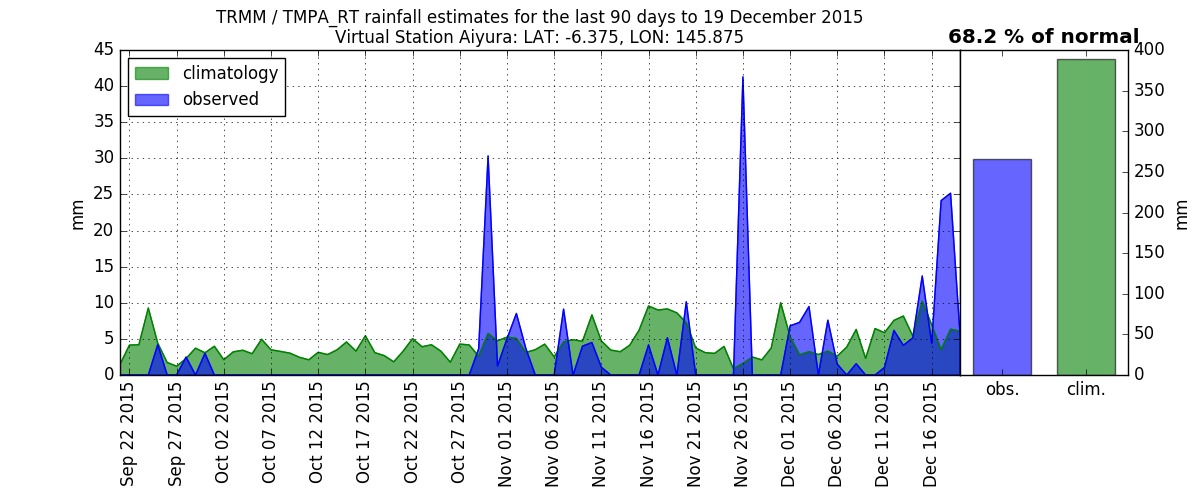 TRMM / TMPA_RT rainfall estimates for the last 90 days to 19 December 2015
Virtual Station Aiyura: LAT: -6.375, LON: 145.875
68.2 % of normal
climatology
observed
mm
45
40
35
30
25
20
15
10
5
0
Sep 22 2015
Sep 27 2015
Oct 02 2015
Oct 07 2015
Oct 12 2015
Oct 17 2015
Oct 22 2015
Oct 27 2015
Nov 01 2015
Nov 06 2015
Nov 11 2015
Nov 16 2015
Nov 21 2015
Nov 26 2015
Dec 01 2015
Dec 06 2015
Dec 11 2015
Dec 16 2015
400
350
300
250
200
150
100
50
0
mm
obs.
clim.